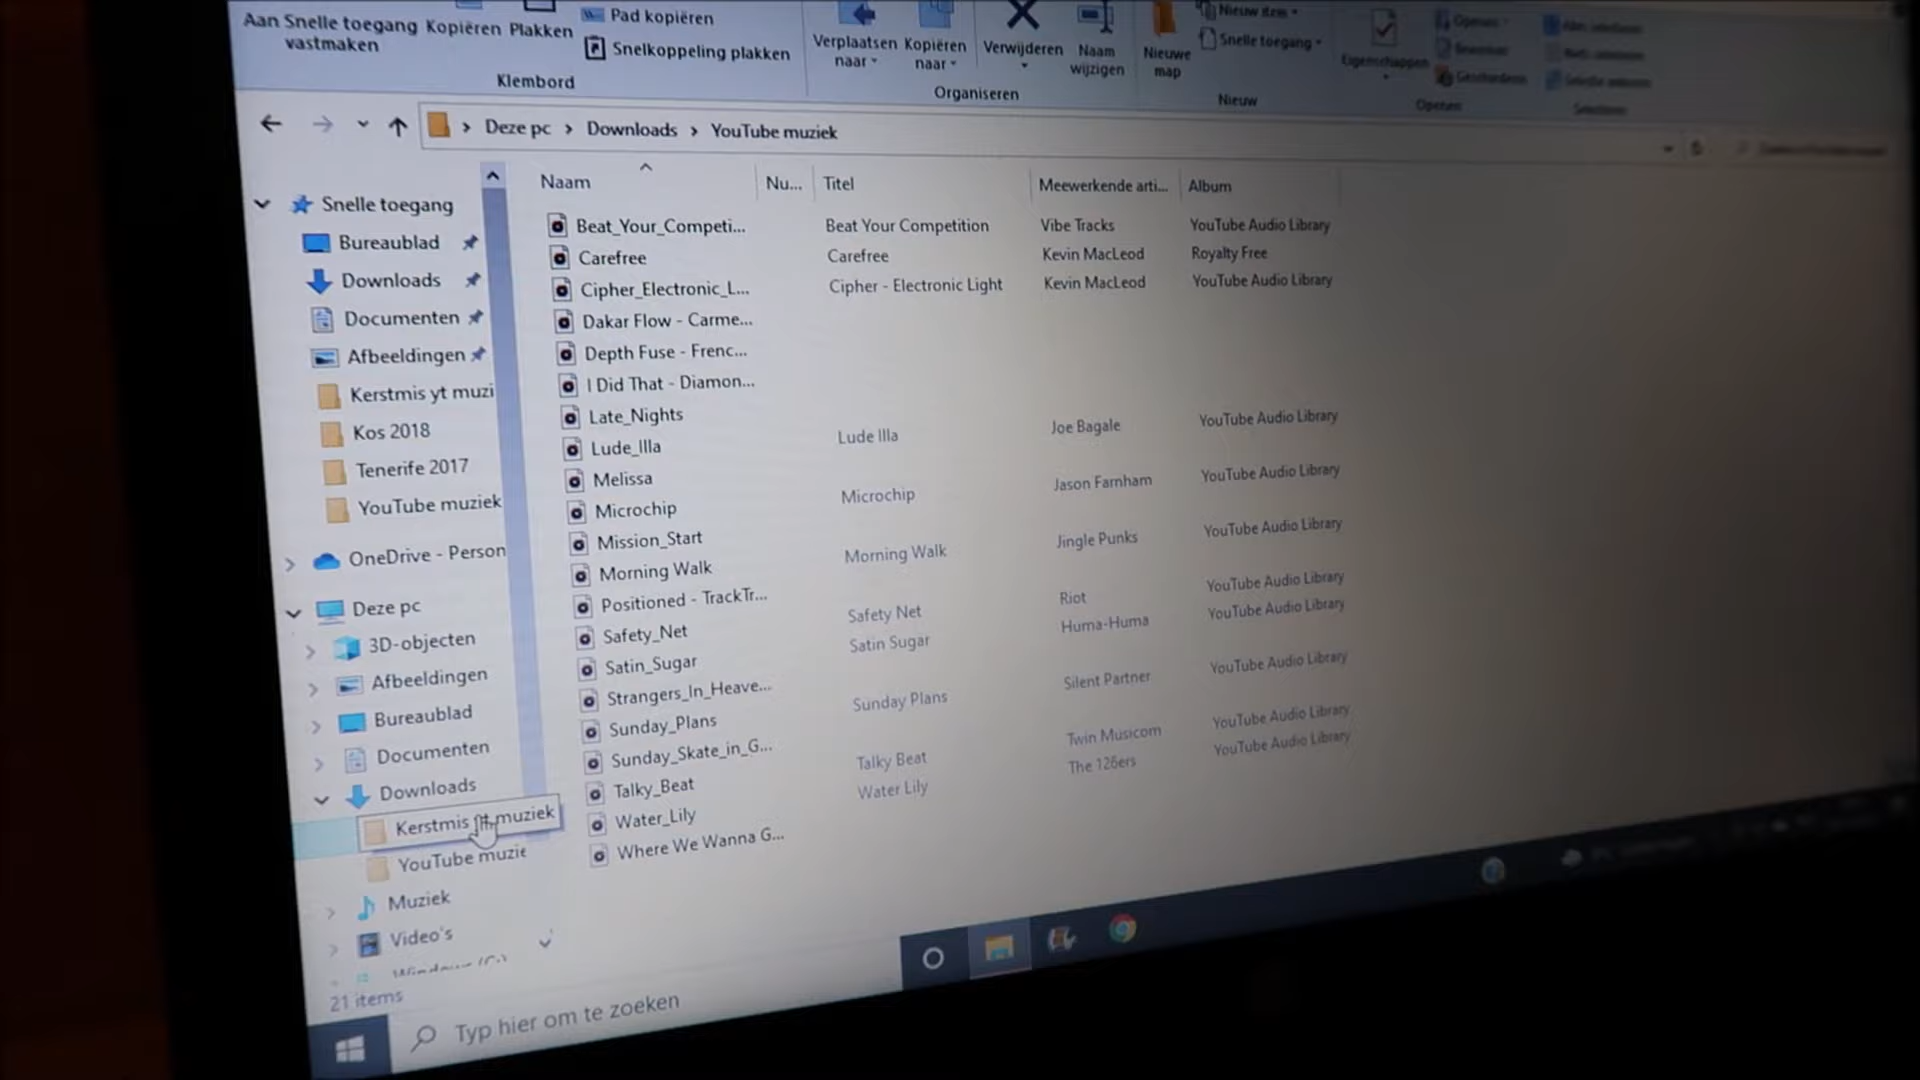 Aan Snelle toegang vastmaken
Kopiëren
Plakken
Pad kopiëren
Snelkoppeling plakken
Klembord
Verplaatsen naar
Kopiëren naar
Verwijderen
Naam wijzigen
Organiseren
Nieuwe map
Nieuw item
Snelle toegang
Nieuw
Eigenschappen
Openen
Deze pc > Downloads > YouTube muziek
Naam Nu... Titel Meewerkende arti... Album
Snelle toegang
Bureaublad
Downloads
Documenten
Afbeeldingen
Kerstmis yt muzi
Kos 2018
Tenerife 2017
YouTube muziek
OneDrive - Person
Deze pc
3D-objecten
Afbeeldingen
Bureaublad
Documenten
Downloads
Kerstmis yt muziek
YouTube muzie
Muziek
Video's
Beat_Your_Competi... Beat Your Competition Vibe Tracks YouTube Audio Library
Carefree Carefree Kevin MacLeod Royalty Free
Cipher_Electronic_L... Cipher - Electronic Light Kevin MacLeod YouTube Audio Library
Dakar Flow - Carme...
Depth Fuse - Frenc...
I Did That - Diamon...
Late_Nights
Lude_Illa Lude Illa Joe Bagale YouTube Audio Library
Melissa
Microchip Microchip Jason Farnham YouTube Audio Library
Mission_Start
Morning Walk Morning Walk Jingle Punks YouTube Audio Library
Positioned - TrackTr...
Safety_Net Safety Net Riot YouTube Audio Library
Satin_Sugar Satin Sugar Huma-Huma YouTube Audio Library
Strangers_In_Heave...
Sunday_Plans Sunday Plans Silent Partner YouTube Audio Library
Sunday_Skate_in_G...
Talky_Beat Talky Beat Twin Musicom YouTube Audio Library
Water_Lily Water Lily The 126ers YouTube Audio Library
Where We Wanna G...
21 items
Typ hier om te zoeken